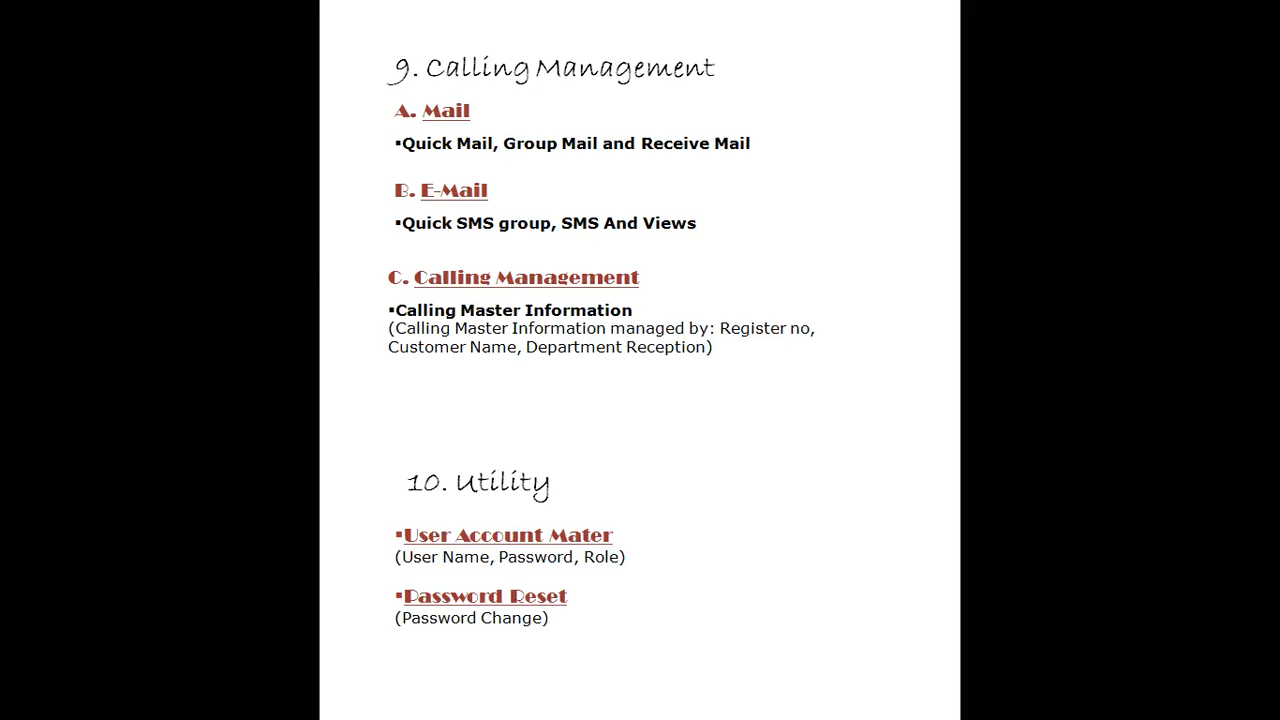 9. Calling Management
A. Mail
▪Quick Mail, Group Mail and Receive Mail
B. E-Mail
▪Quick SMS group, SMS And Views
C. Calling Management
▪Calling Master Information
(Calling Master Information managed by: Register no,
Customer Name, Department Reception)
10. Utility
▪User Account Mater
(User Name, Password, Role)
▪Password Reset
(Password Change)